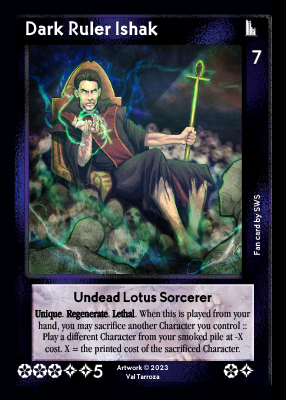 Dark Ruler Ishak
7
Fan card by SWS
Undead Lotus Sorcerer
Unique. Regenerate. Lethal. When this is played from your
hand, you may sacrifice another Character you control ::
Play a different Character from your smoked pile at -X
cost. X = the printed cost of the sacrificed Character.
5
Artwork © 2023
Val Tarroza